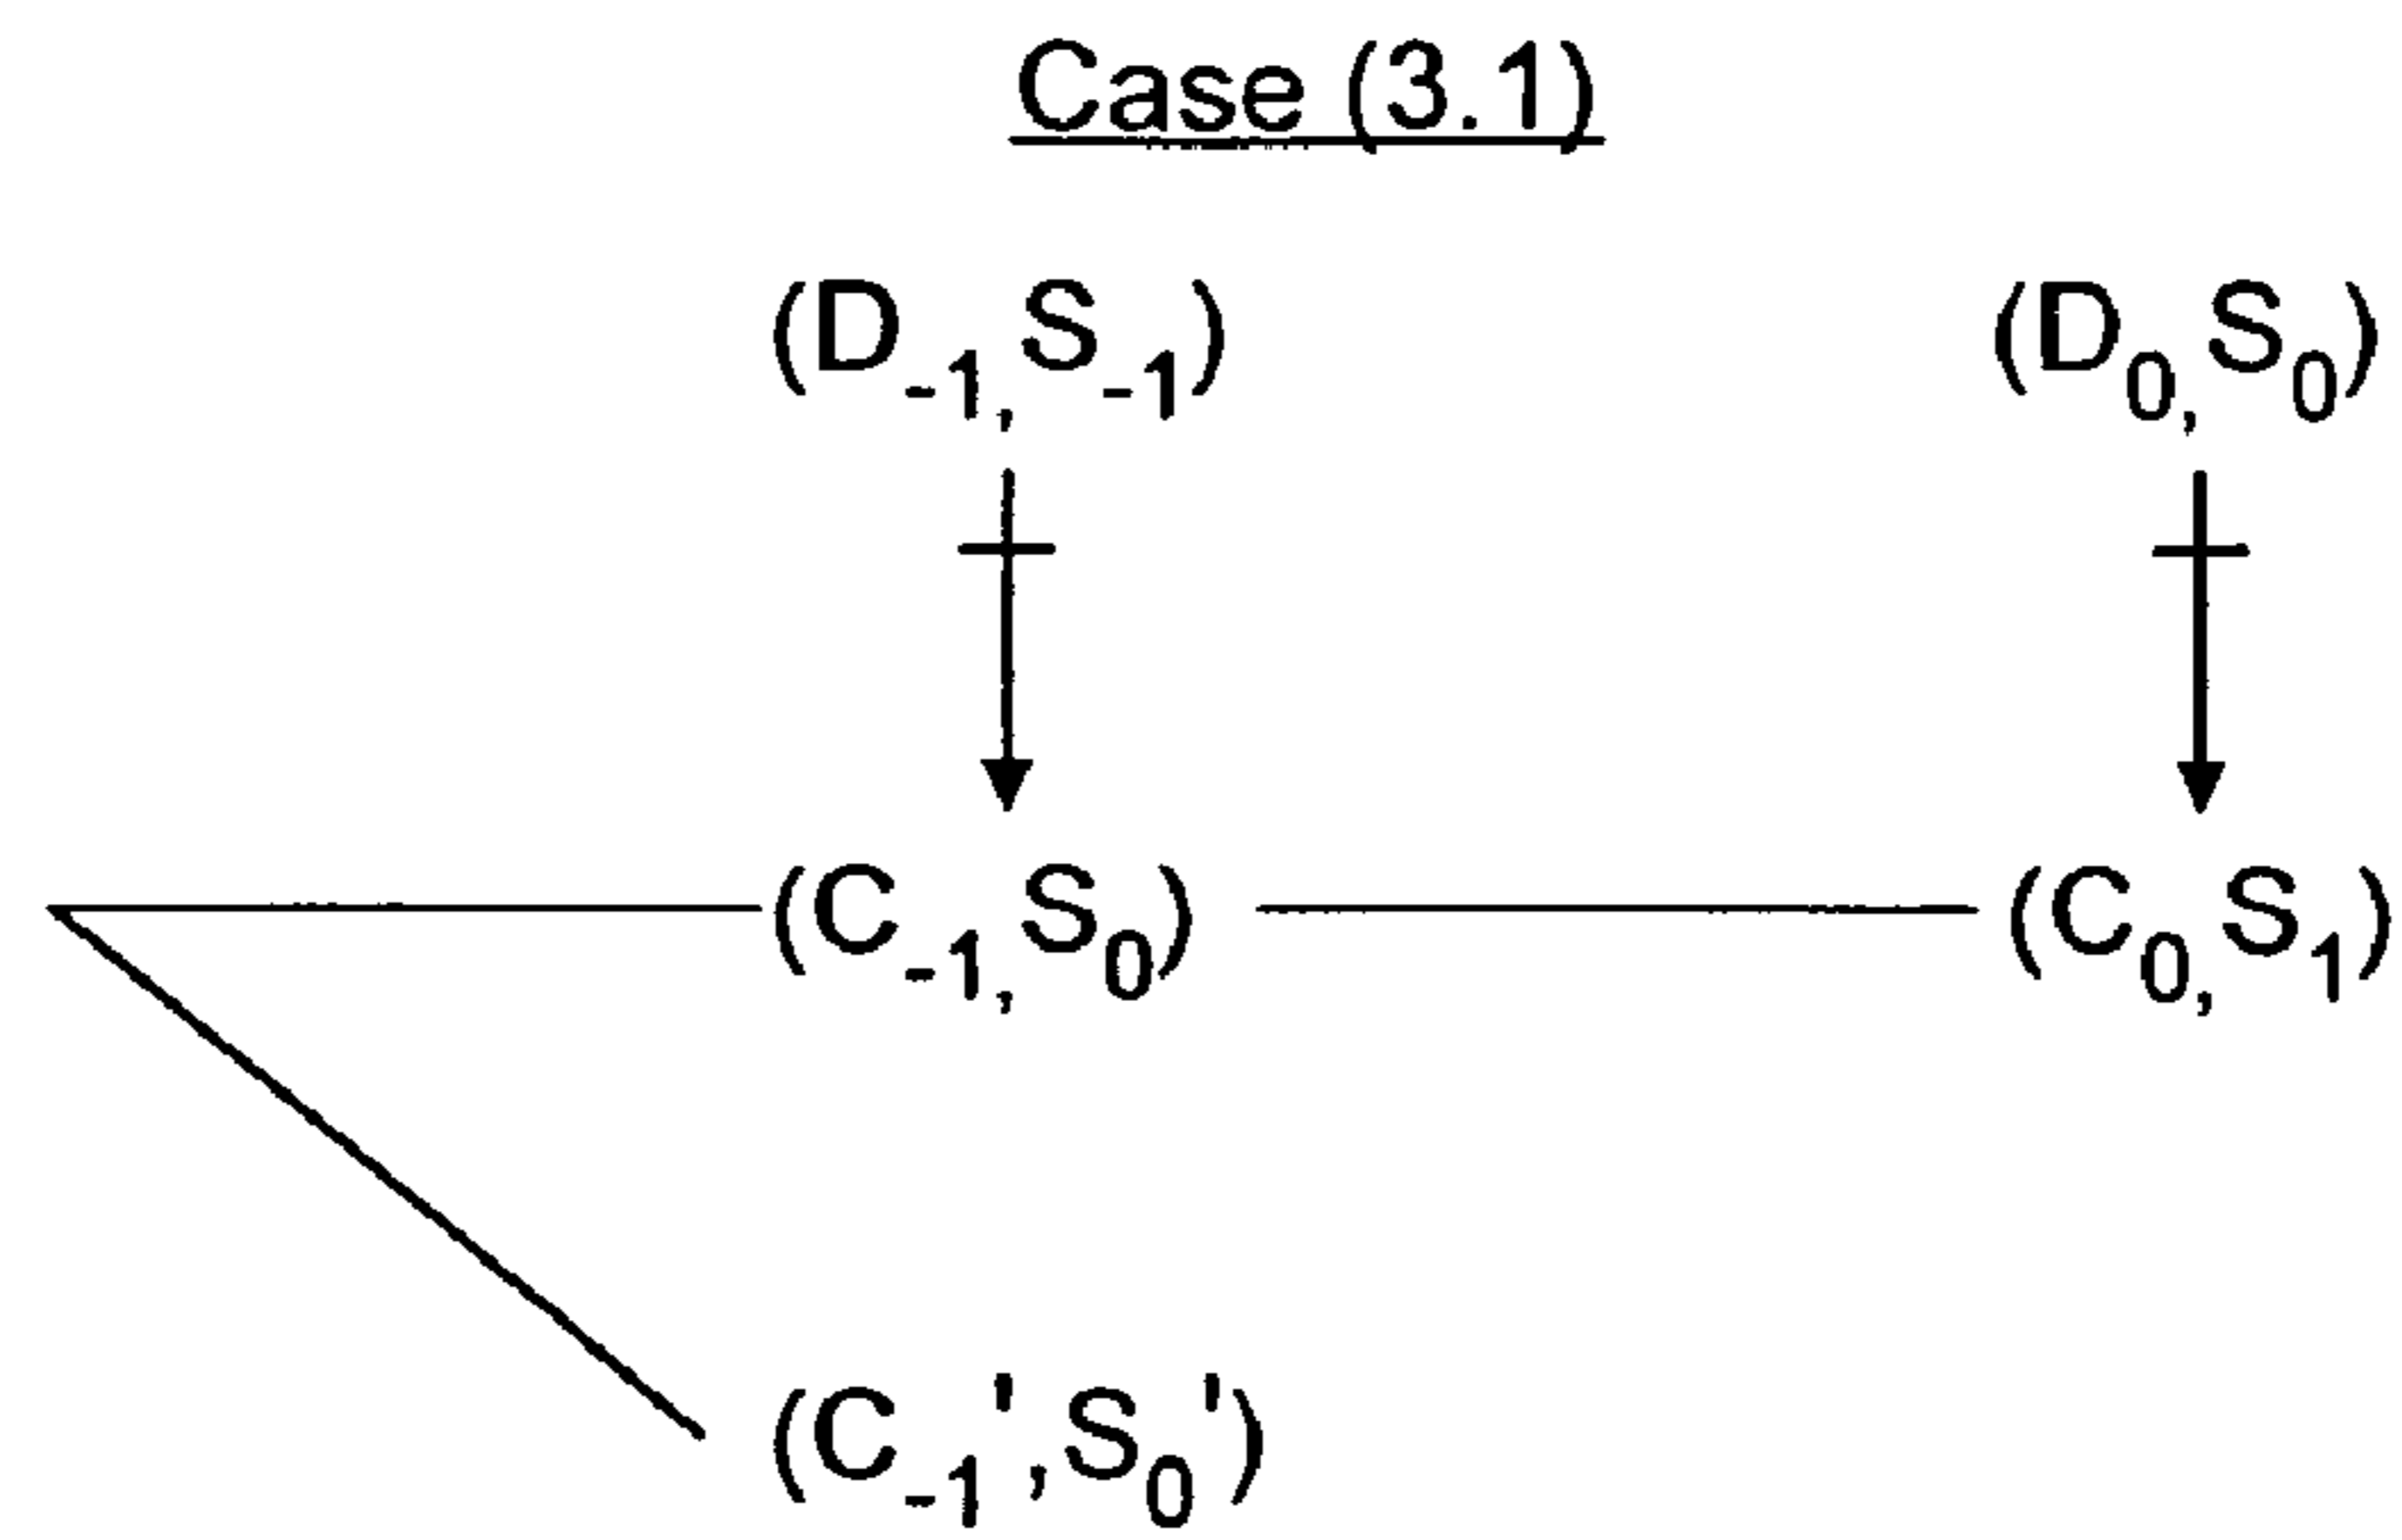 Case (3.1)
(D₋₁,S₋₁) (D₀,S₀)
(C₋₁,S₀) (C₀,S₁)
(C₋₁',S₀')